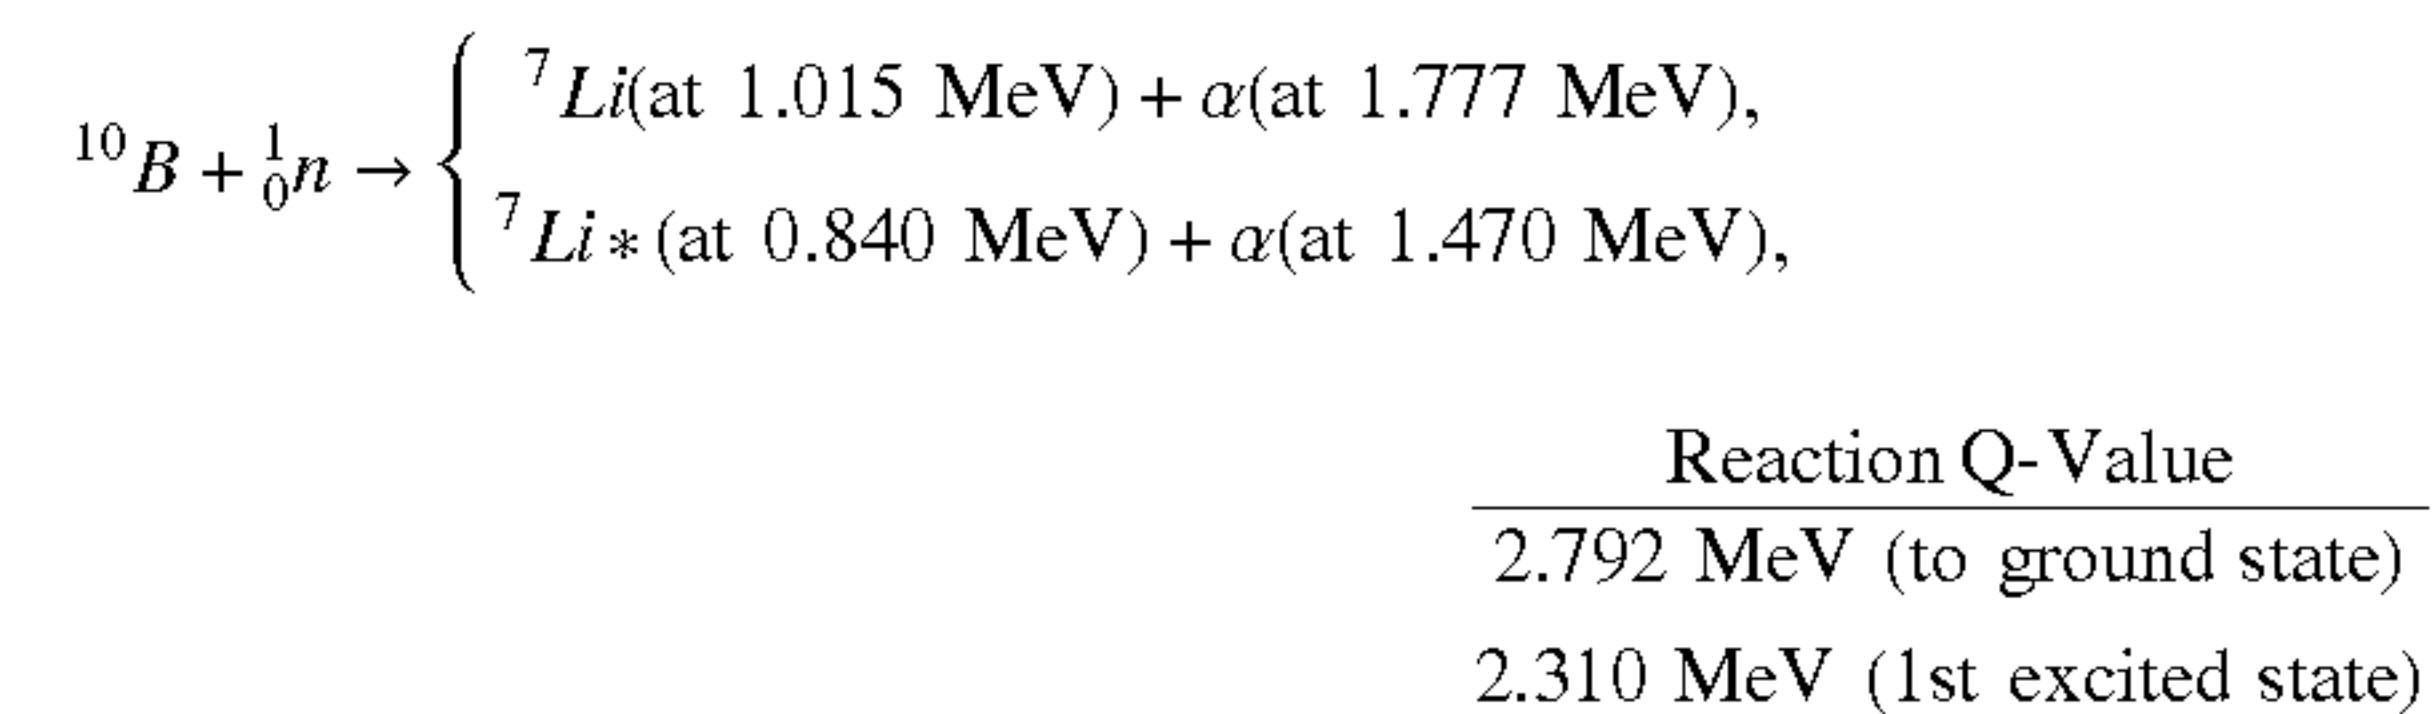 ⁷Li(at 1.015 MeV) + α(at 1.777 MeV),
¹⁰B + ¹₀n → {
⁷Li* (at 0.840 MeV) + α(at 1.470 MeV),
Reaction Q-Value
2.792 MeV (to ground state)
2.310 MeV (1st excited state)